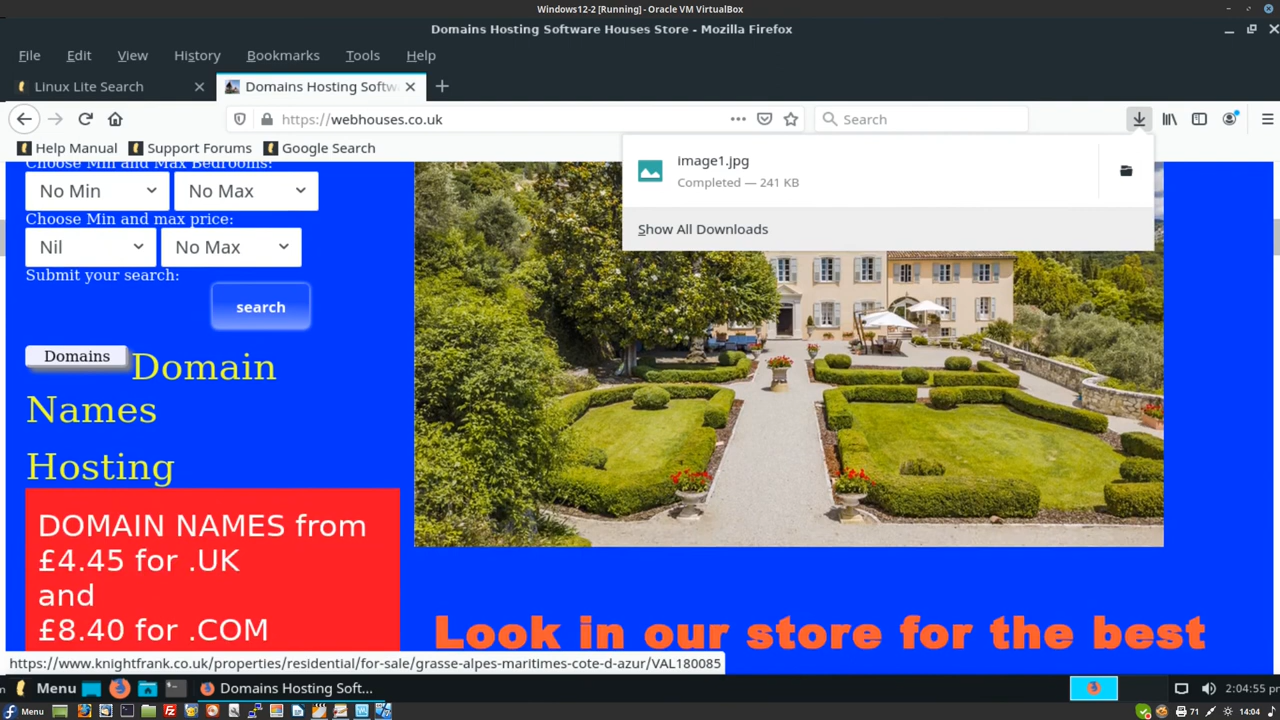 Windows12-2 [Running] - Oracle VM VirtualBox
Domains Hosting Software Houses Store - Mozilla Firefox
File Edit View History Bookmarks Tools Help
Linux Lite Search
Domains Hosting Softw
https://webhouses.co.uk
Search
Help Manual
Support Forums
Google Search
image1.jpg
Completed — 241 KB
Show All Downloads
Choose Min and Max Bedrooms:
No Min
No Max
Choose Min and max price:
Nil
No Max
Submit your search:
search
Domains
Domain
Names
Hosting
DOMAIN NAMES from
£4.45 for .UK
and
£8.40 for .COM
Look in our store for the best
https://www.knightfrank.co.uk/properties/residential/for-sale/grasse-alpes-maritimes-cote-d-azur/VAL180085
Menu
Domains Hosting Soft...
2:04:55 pm
Menu
71
14:04